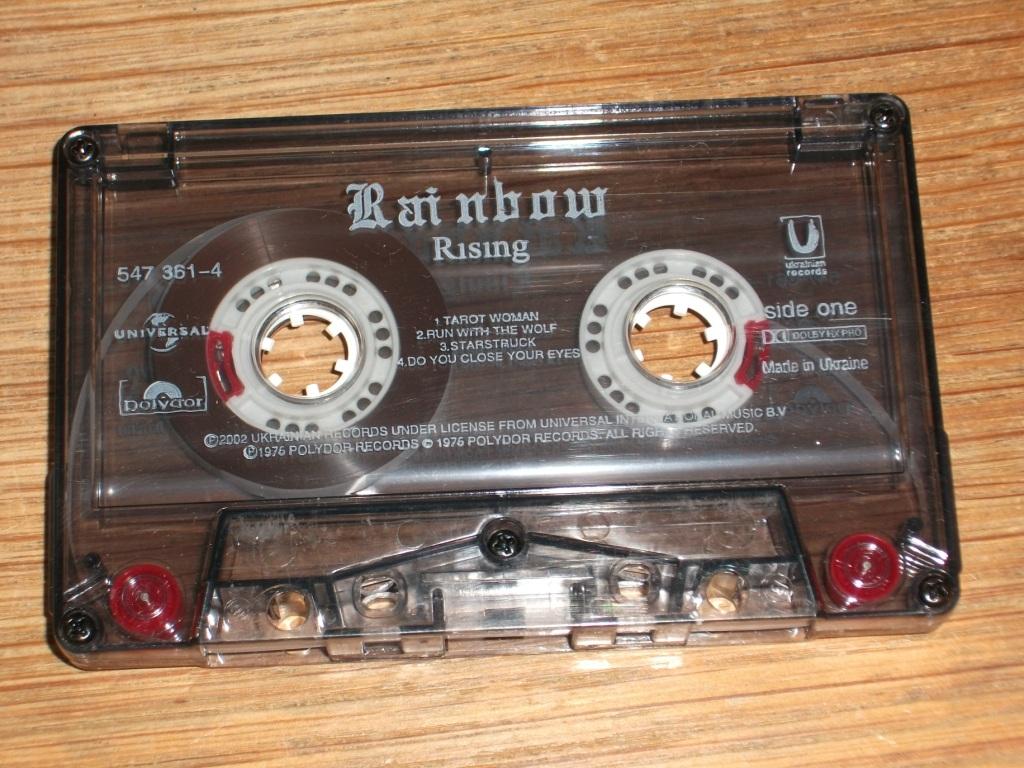 Rainbow
Rising
547 361-4
UNIVERSAL
Polydor
1.TAROT WOMAN
2.RUN WITH THE WOLF
3.STARSTRUCK
4.DO YOU CLOSE YOUR EYES
U
ukrainian
records
side one
DOLBY HX PRO
Made in Ukraine
℗2002 UKRAINIAN RECORDS UNDER LICENSE FROM UNIVERSAL INTERNATIONAL MUSIC B.V
℗1976 POLYDOR RECORDS © 1976 POLYDOR RECORDS. ALL RIGHTS RESERVED.